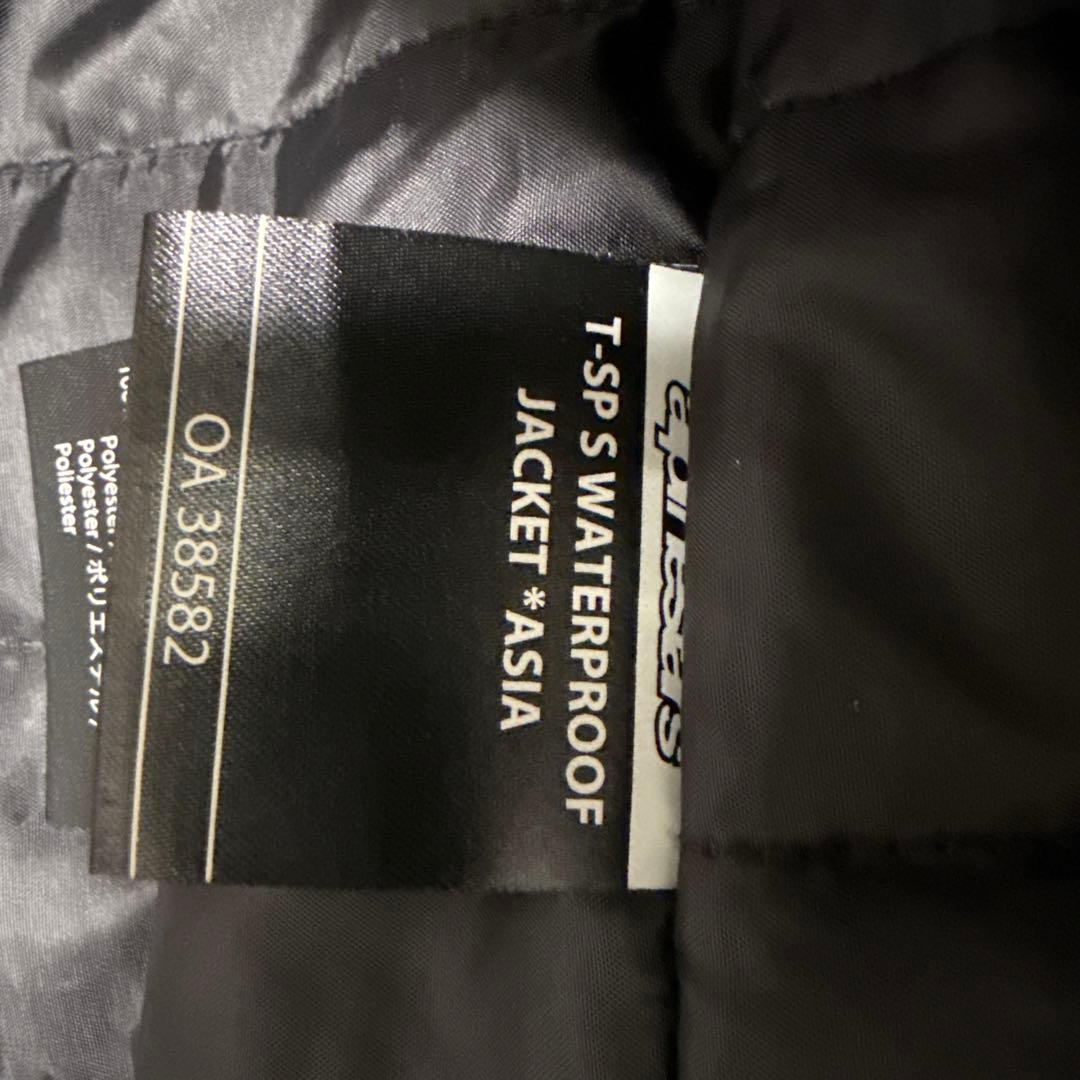 T-SP S WATERPROOF
JACKET *ASIA
OA 38582
Polyester / ポリエステル /
Poliester